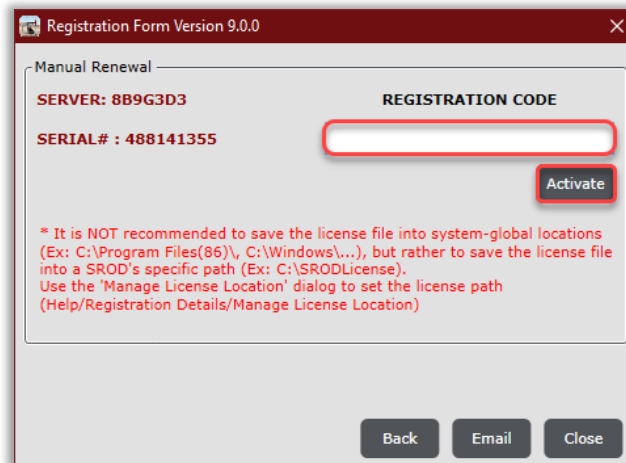 Registration Form Version 9.0.0
Manual Renewal
SERVER: 8B9G3D3
REGISTRATION CODE
SERIAL# : 488141355
Activate
* It is NOT recommended to save the license file into system-global locations
(Ex: C:\Program Files(86)\, C:\Windows\...), but rather to save the license file
into a SROD's specific path (Ex: C:\SRODLicense).
Use the 'Manage License Location' dialog to set the license path
(Help/Registration Details/Manage License Location)
Back
Email
Close